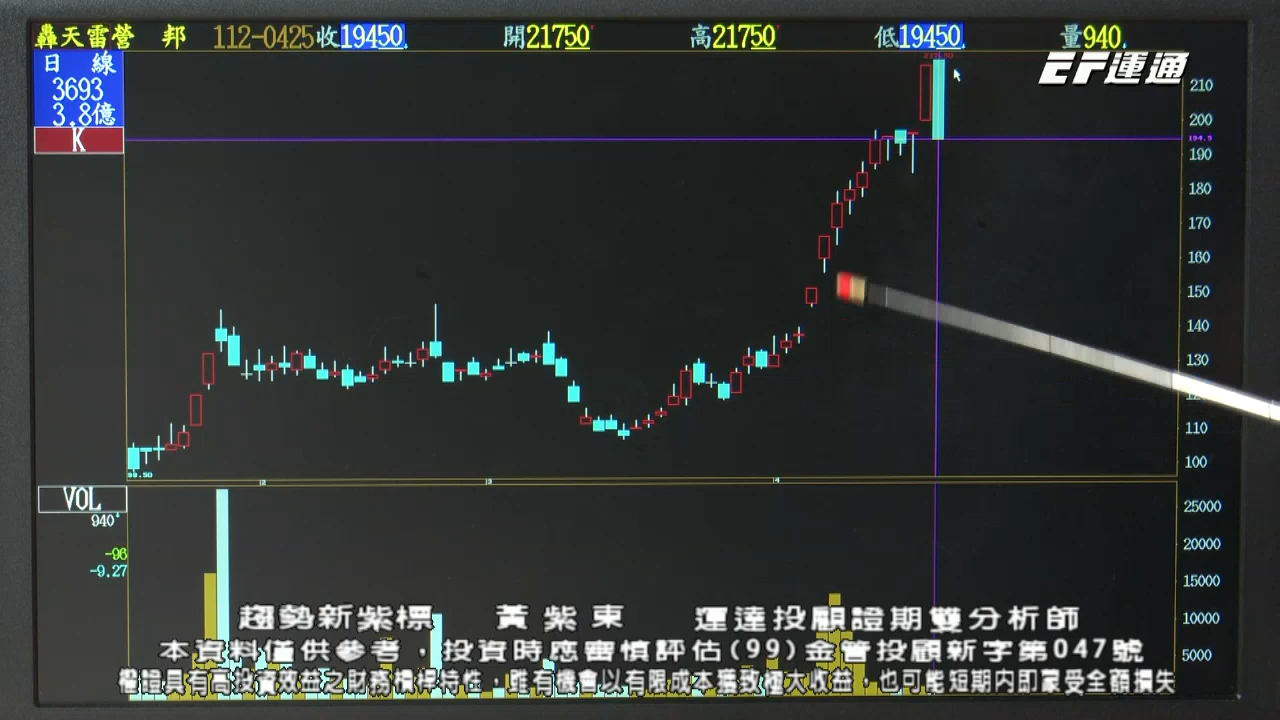 轟天雷營 邦 112-0425 收19450 開21750 高21750 低19450 量940
EF運通
日 線
3693
3.8億
K
210
200
194.5
190
180
170
160
150
140
130
110
100
2
3
4
VOL
940
-96
-9.27
25000
20000
15000
10000
5000
趨勢新紫標 黃紫東 運達投顧證期雙分析師
本資料僅供參考，投資時應審慎評估(99)金管投顧新字第047號
權證具有高投資效益之財務槓桿特性，雖有機會以有限成本獲致極大收益，也可能短期內即蒙受全額損失